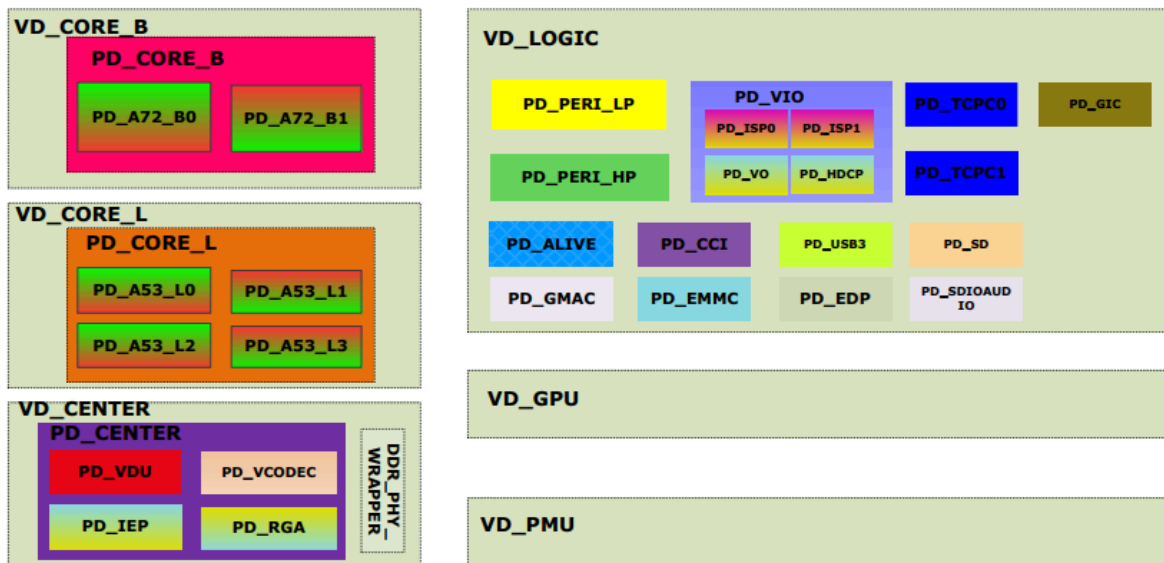 VD_CORE_B
PD_CORE_B
PD_A72_B0
PD_A72_B1
VD_CORE_L
PD_CORE_L
PD_A53_L0
PD_A53_L1
PD_A53_L2
PD_A53_L3
VD_CENTER
PD_CENTER
PD_VDU
PD_VCODEC
PD_IEP
PD_RGA
DDR_PHY_
WRAPPER
VD_LOGIC
PD_PERI_LP
PD_VIO
PD_ISP0
PD_ISP1
PD_VO
PD_HDCP
PD_TCPC0
PD_GIC
PD_PERI_HP
PD_TCPC1
PD_ALIVE
PD_CCI
PD_USB3
PD_SD
PD_GMAC
PD_EMMC
PD_EDP
PD_SDIOAUD
IO
VD_GPU
VD_PMU